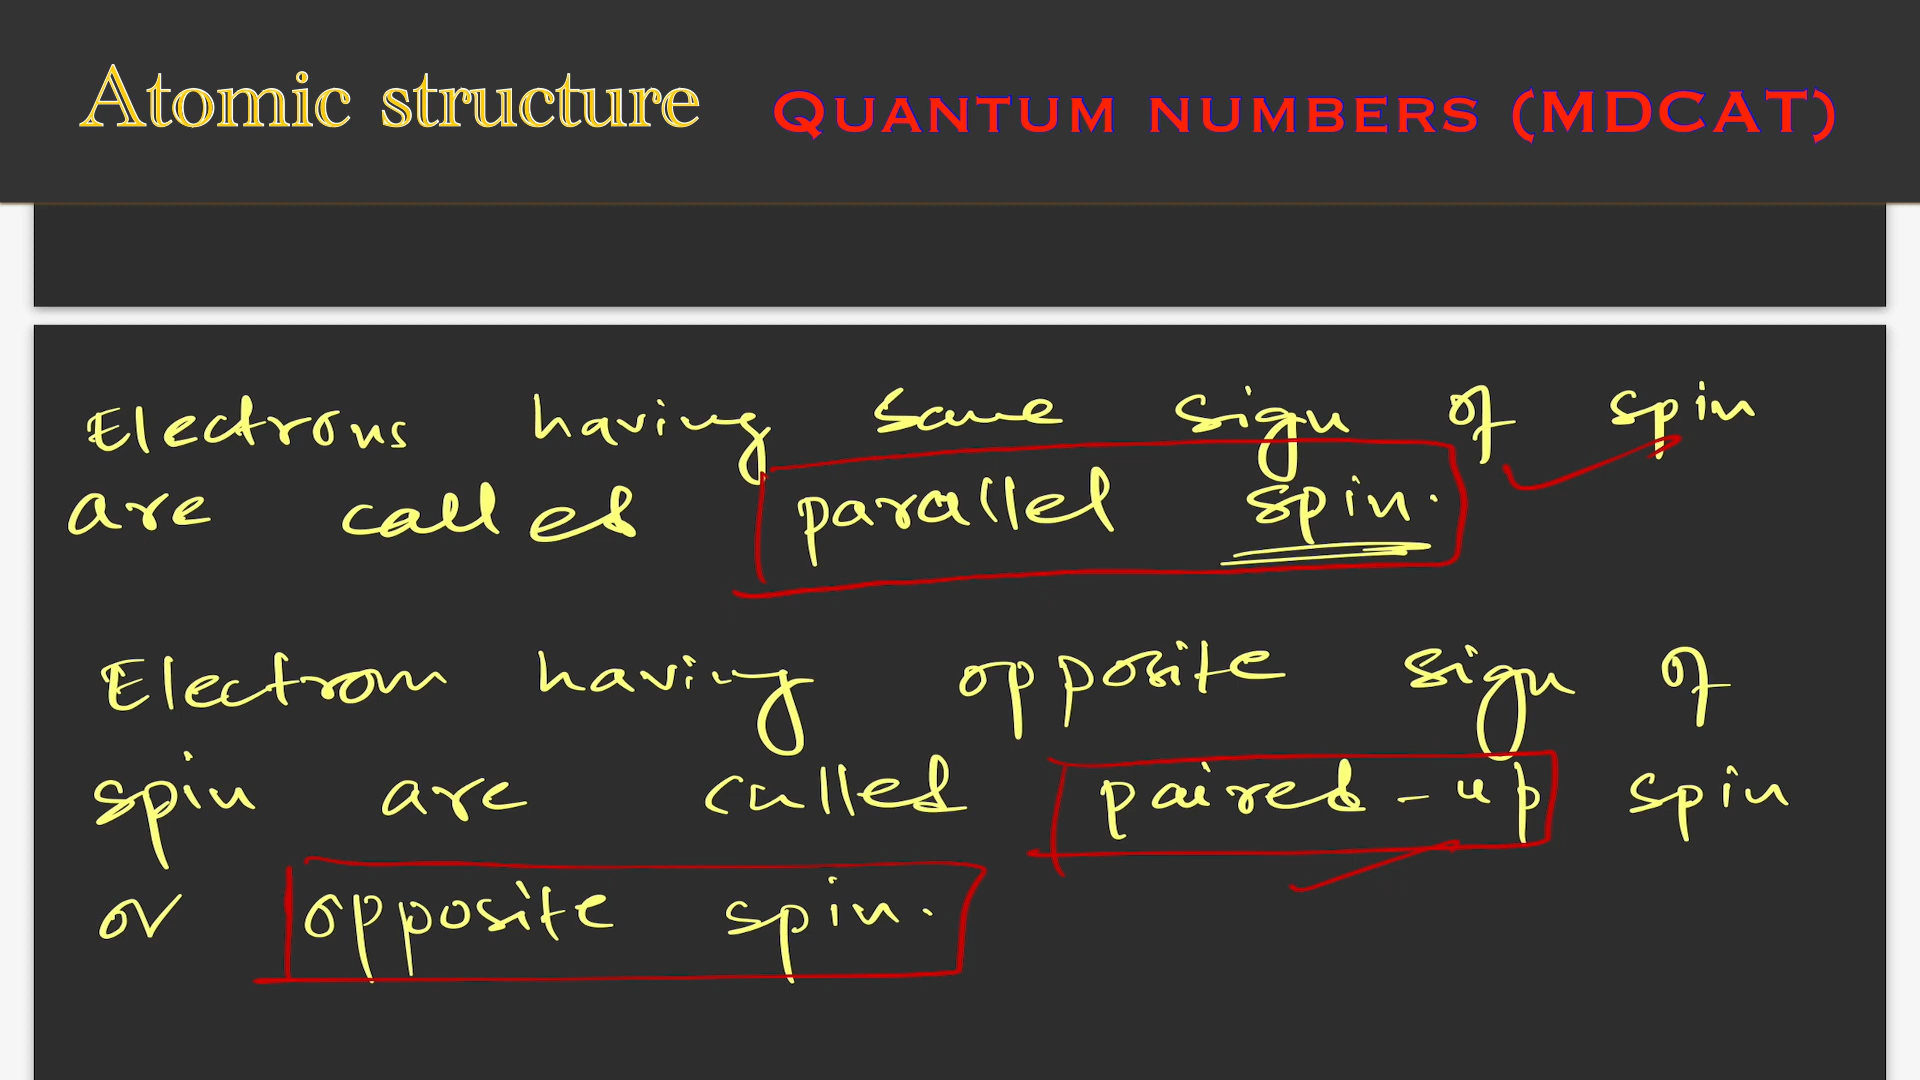 Atomic structure QUANTUM NUMBERS (MDCAT)
Electrons having same sign of spin
are called parallel spin.
Electron having opposite sign of
spin are called paired-up spin
or opposite spin.